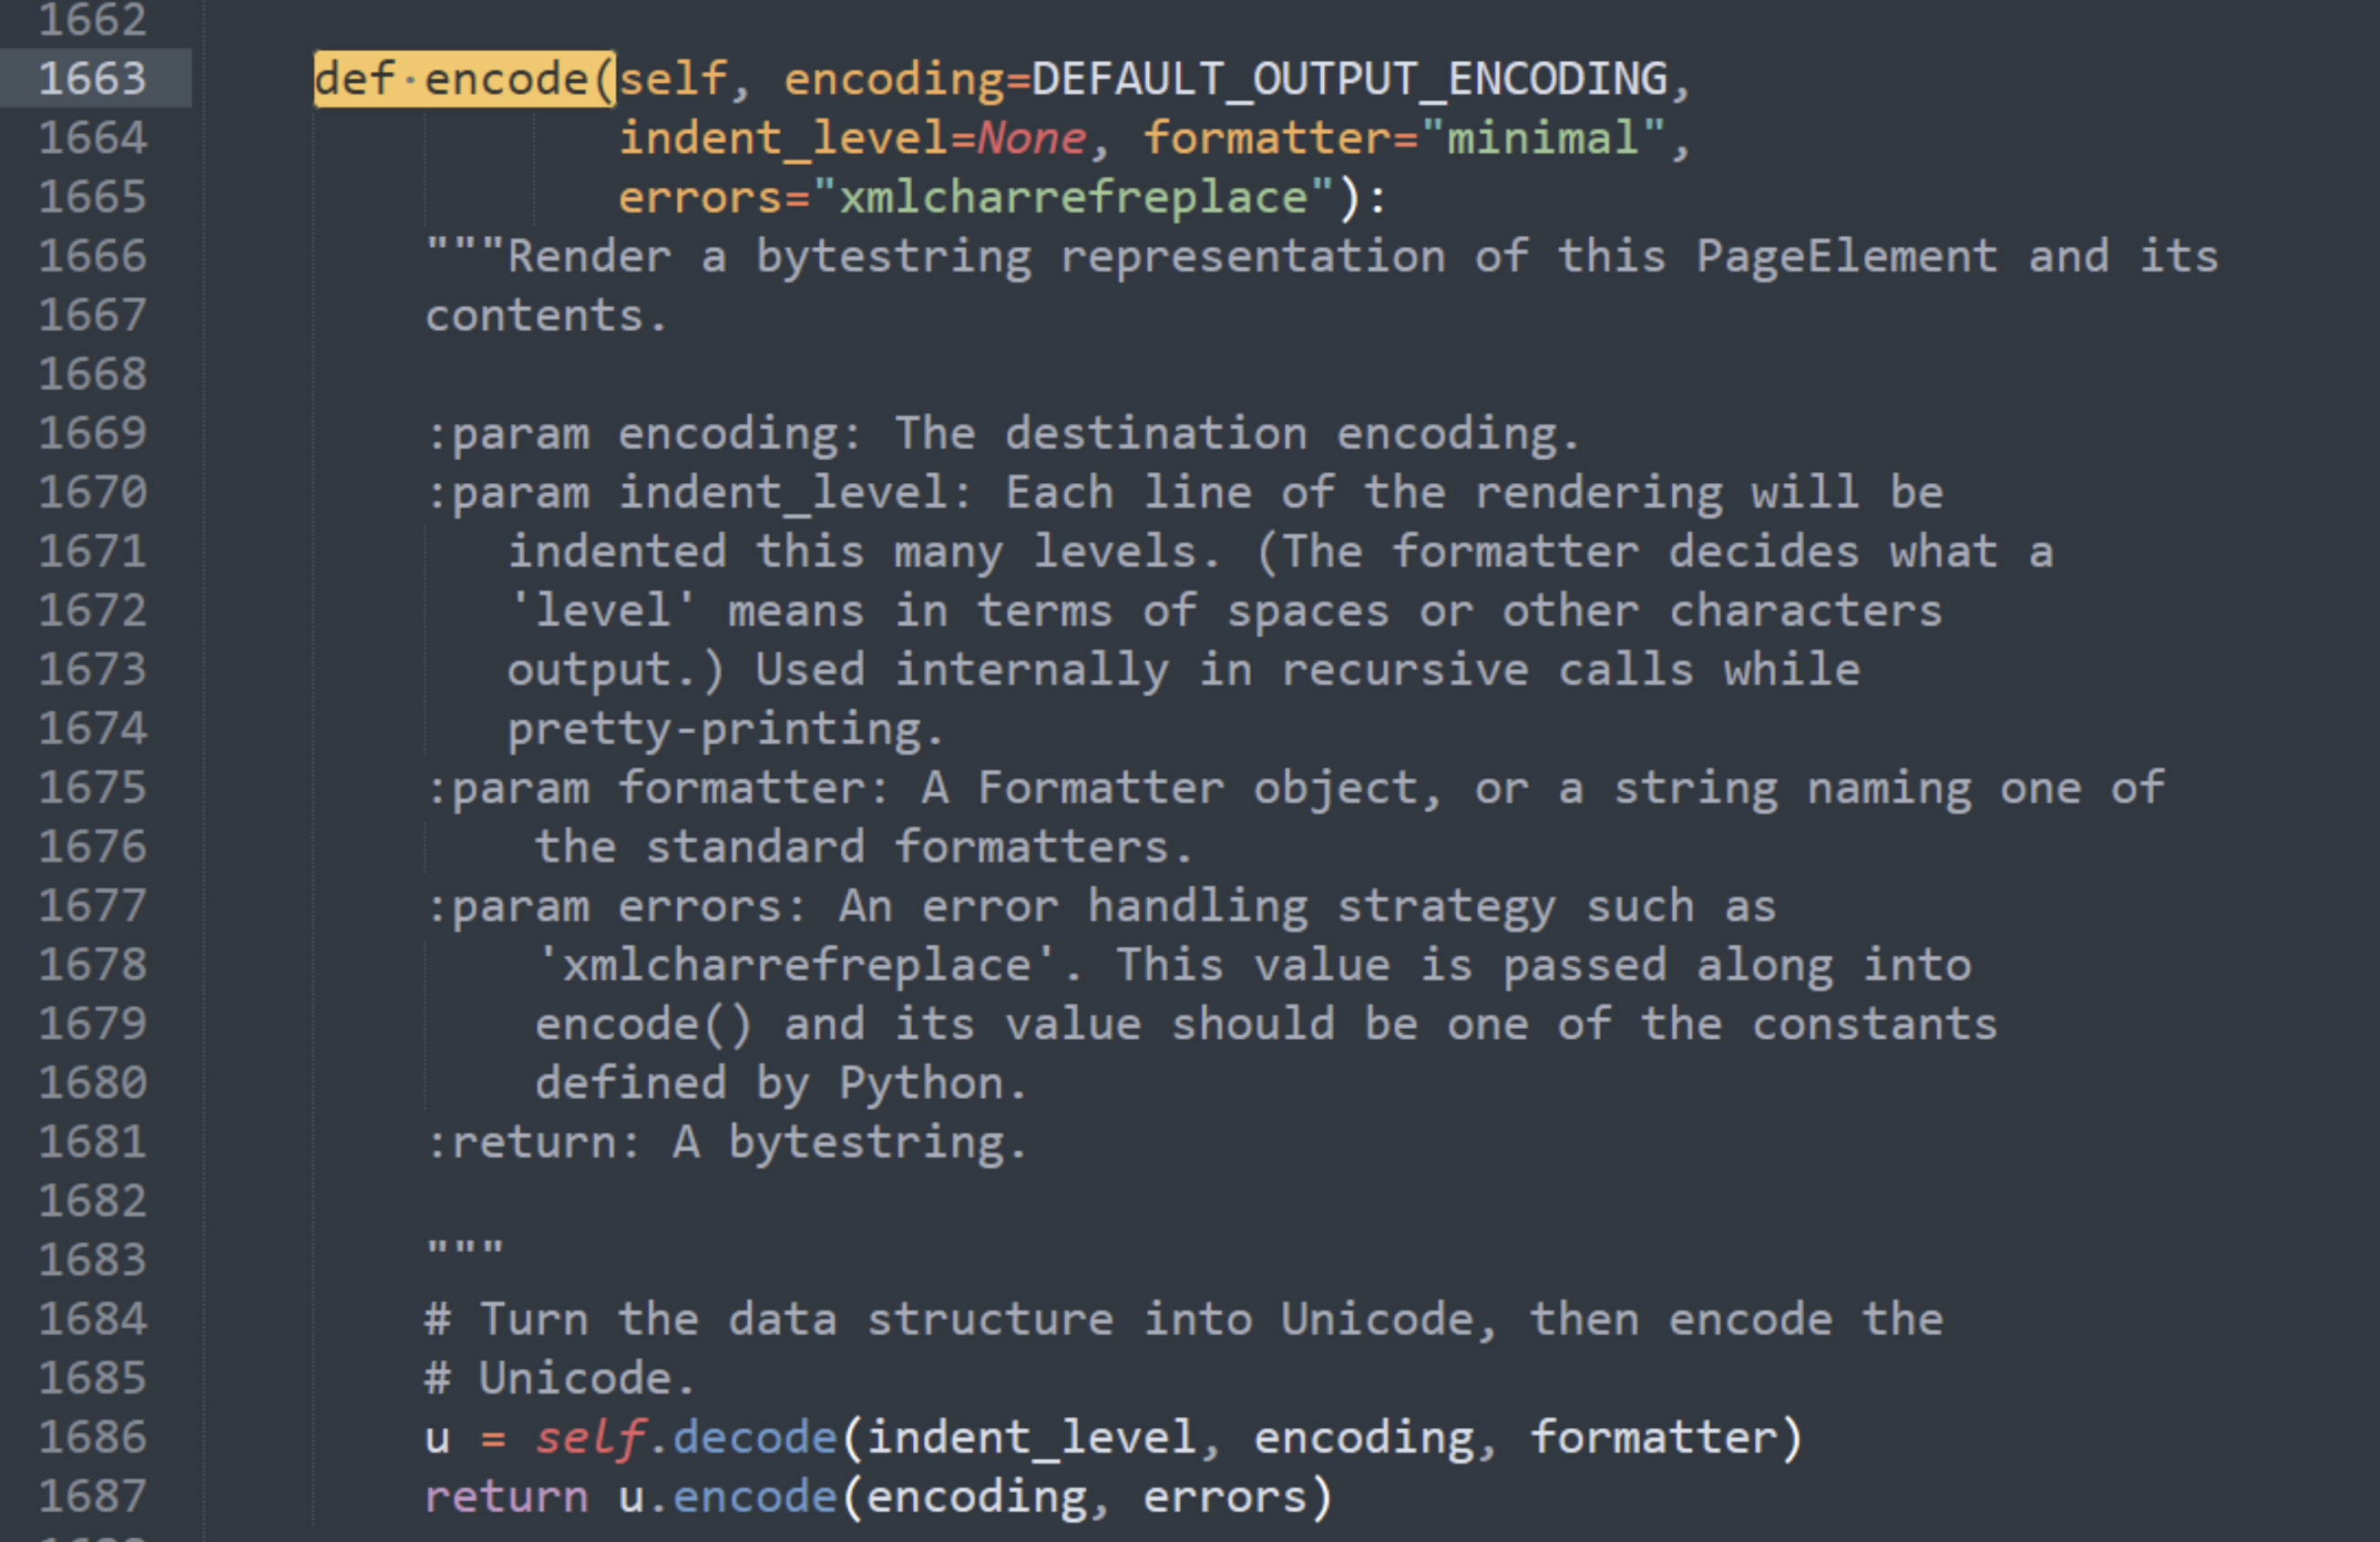 1662
1663 def encode(self, encoding=DEFAULT_OUTPUT_ENCODING,
1664 indent_level=None, formatter="minimal",
1665 errors="xmlcharrefreplace"):
1666 """Render a bytestring representation of this PageElement and its
1667 contents.
1668
1669 :param encoding: The destination encoding.
1670 :param indent_level: Each line of the rendering will be
1671 indented this many levels. (The formatter decides what a
1672 'level' means in terms of spaces or other characters
1673 output.) Used internally in recursive calls while
1674 pretty-printing.
1675 :param formatter: A Formatter object, or a string naming one of
1676 the standard formatters.
1677 :param errors: An error handling strategy such as
1678 'xmlcharrefreplace'. This value is passed along into
1679 encode() and its value should be one of the constants
1680 defined by Python.
1681 :return: A bytestring.
1682
1683 """
1684 # Turn the data structure into Unicode, then encode the
1685 # Unicode.
1686 u = self.decode(indent_level, encoding, formatter)
1687 return u.encode(encoding, errors)